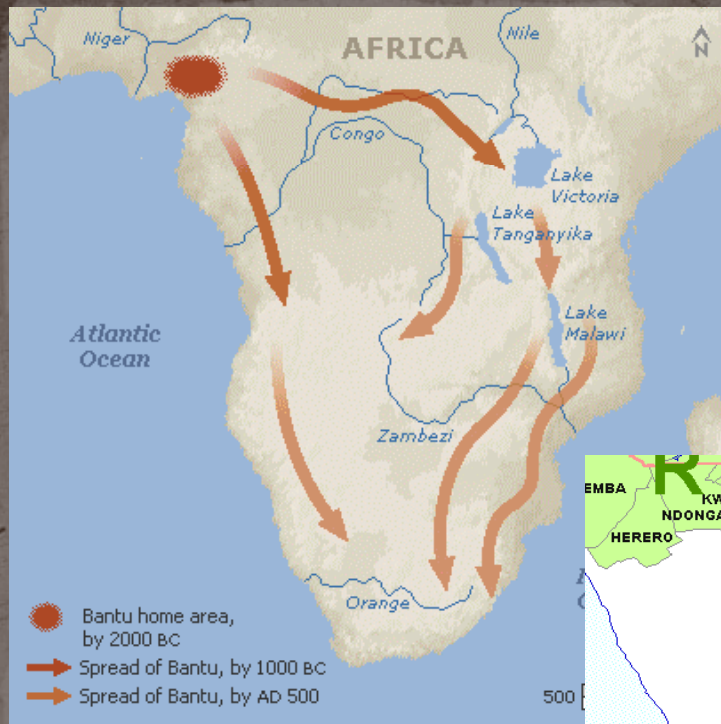 Niger
AFRICA
Nile
N
Congo
Lake
Victoria
Lake
Tanganyika
Atlantic
Ocean
Lake
Malawi
Zambezi
EMBA
R
KW
NDONGA
HERERO
Orange
Bantu home area,
by 2000 BC
Spread of Bantu, by 1000 BC
Spread of Bantu, by AD 500
500